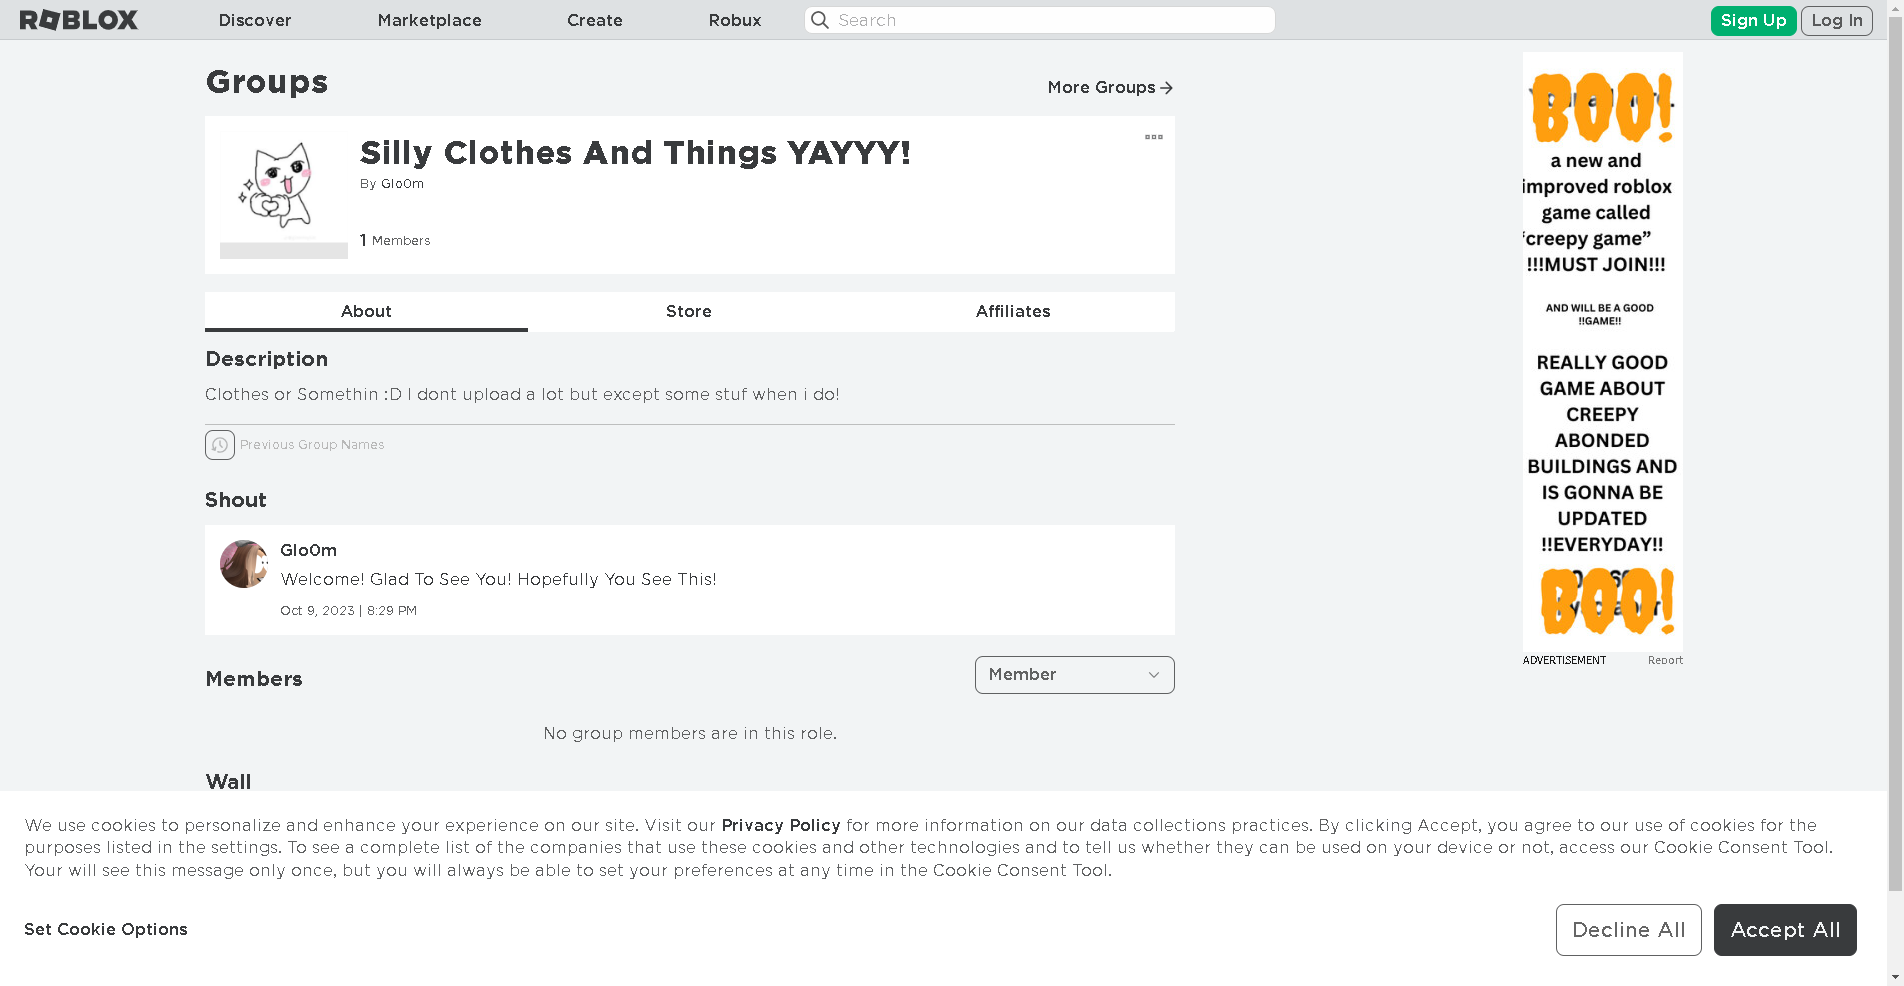 ROBLOX
Discover
Marketplace
Create
Robux
Search
Sign Up
Log In
Groups
More Groups
Silly Clothes And Things YAYYY!
By Glo0m
1 Members
About
Store
Affiliates
Description
Clothes or Somethin :D I dont upload a lot but except some stuf when i do!
Previous Group Names
Shout
Glo0m
Welcome! Glad To See You! Hopefully You See This!
Oct 9, 2023 | 8:29 PM
Members
Member
No group members are in this role.
Wall
BOO!
a new and
improved roblox
game called
“creepy game”
!!!MUST JOIN!!!
AND WILL BE A GOOD
!!GAME!!
REALLY GOOD
GAME ABOUT
CREEPY
ABONDED
BUILDINGS AND
IS GONNA BE
UPDATED
!!EVERYDAY!!
BOO!
ADVERTISEMENT
Report
We use cookies to personalize and enhance your experience on our site. Visit our Privacy Policy for more information on our data collections practices. By clicking Accept, you agree to our use of cookies for the
purposes listed in the settings. To see a complete list of the companies that use these cookies and other technologies and to tell us whether they can be used on your device or not, access our Cookie Consent Tool.
Your will see this message only once, but you will always be able to set your preferences at any time in the Cookie Consent Tool.
Set Cookie Options
Decline All
Accept All